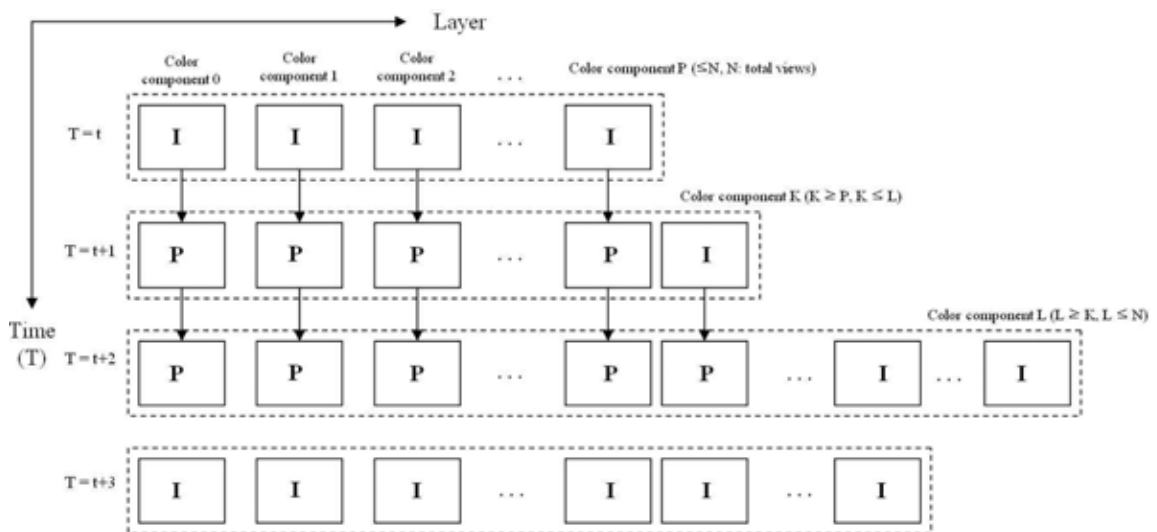 Layer
Color
component 0
Color
component 1
Color
component 2
...
Color component P (≤N, N: total views)
T = t
I I I ... I
Color component K (K ≥ P, K ≤ L)
T = t+1
P P P ... P I
Time
(T)
Color component L (L ≥ K, L ≤ N)
T = t+2
P P P ... P P ... I ... I
T = t+3
I I I ... I I ... I